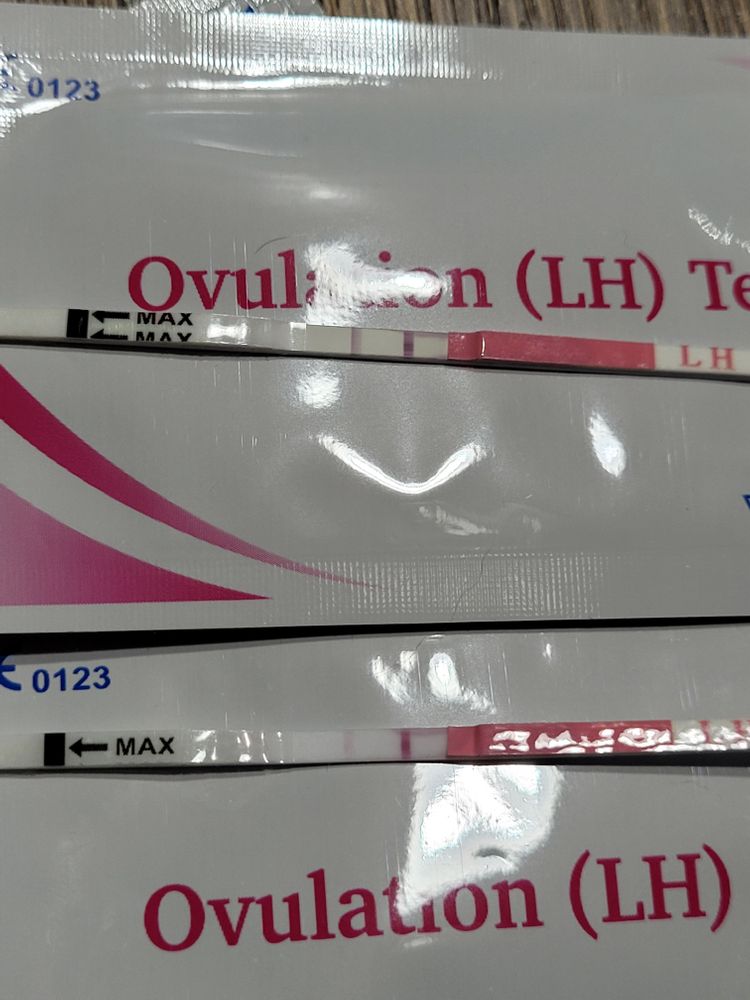 0123
Ovulation (LH) Te
MAX
MAX
LH
0123
MAX
Ovulation (LH)